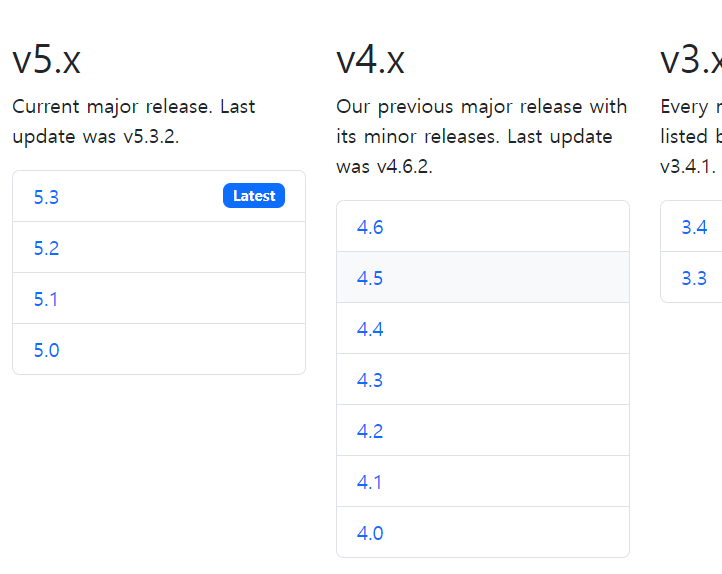 v5.x
Current major release. Last
update was v5.3.2.
5.3
Latest
5.2
5.1
5.0
v4.x
Our previous major release with
its minor releases. Last update
was v4.6.2.
4.6
4.5
4.4
4.3
4.2
4.1
4.0
v3.x
Every
listed
v3.4.1.
3.4
3.3